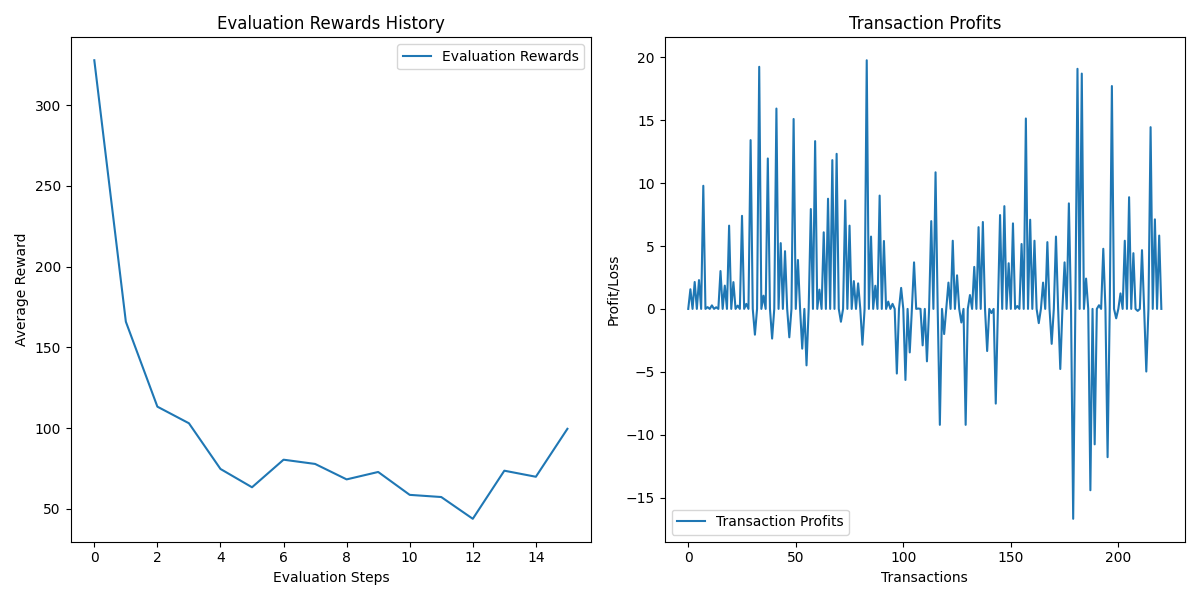 Evaluation Rewards History
Evaluation Rewards
300
250
200
150
100
50
Average Reward
0 2 4 6 8 10 12 14
Evaluation Steps
Transaction Profits
20
15
10
5
0
−5
−10
−15
Profit/Loss
Transaction Profits
0 50 100 150 200
Transactions